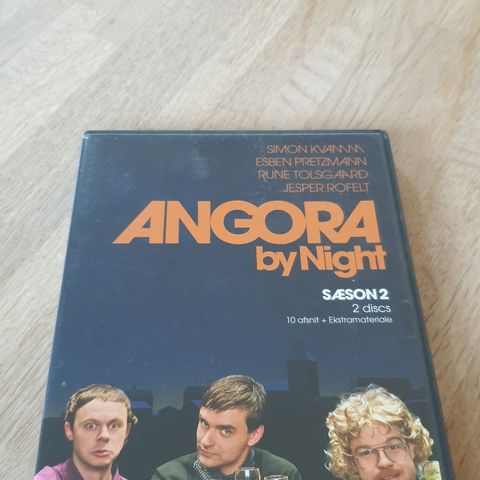 SIMON KVAMM
ESBEN PRETZMANN
RUNE TOLSGAARD
JESPER ROFELT
ANGORA
by Night
SÆSON 2
2 discs
10 afsnit + Ekstramateriale